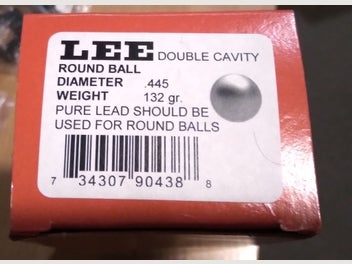 LEE DOUBLE CAVITY
ROUND BALL
DIAMETER .445
WEIGHT 132 gr.
PURE LEAD SHOULD BE
USED FOR ROUND BALLS
7 34307 90438 8